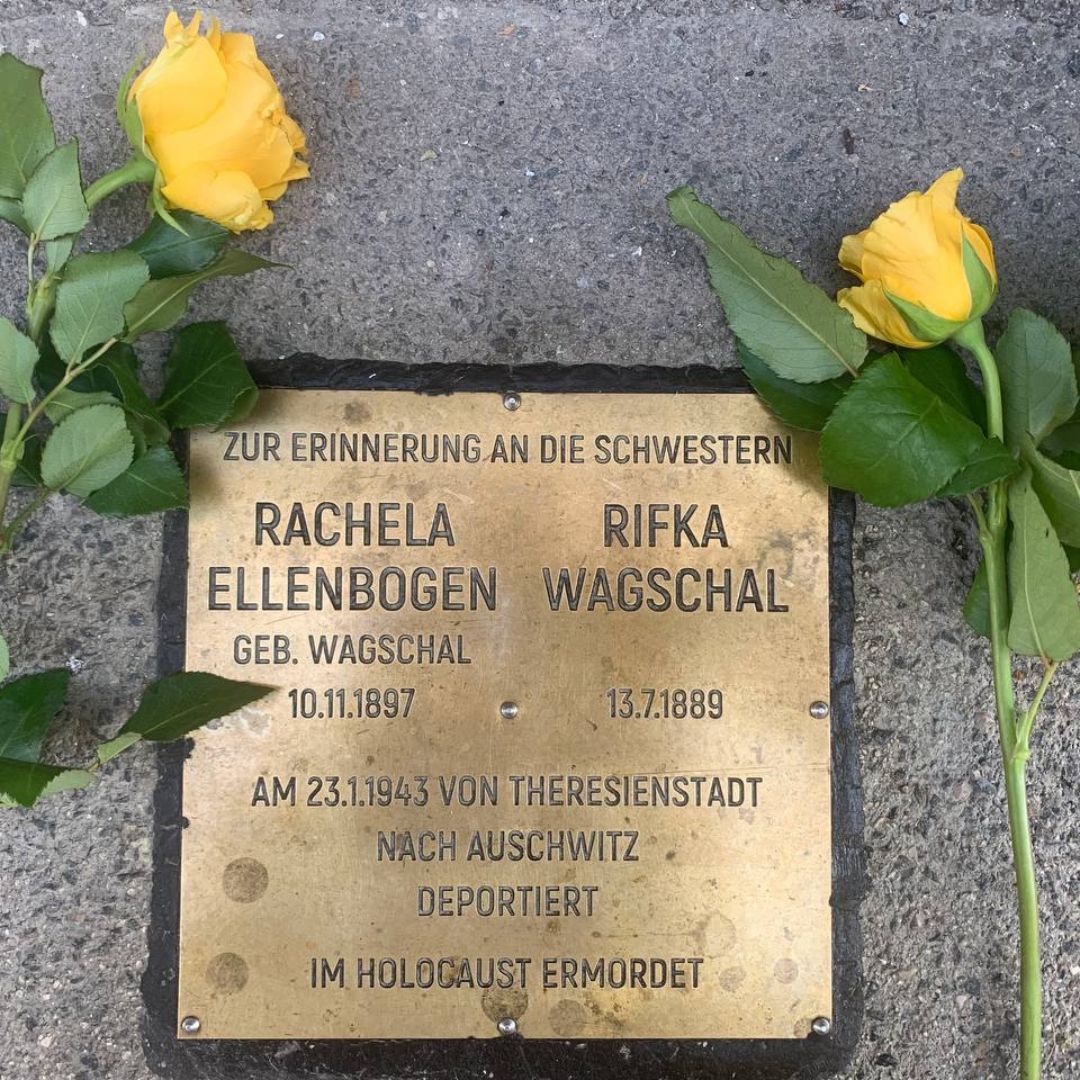 ZUR ERINNERUNG AN DIE SCHWESTERN
RACHELA
ELLENBOGEN
GEB. WAGSCHAL
10.11.1897
RIFKA
WAGSCHAL
13.7.1889
AM 23.1.1943 VON THERESIENSTADT
NACH AUSCHWITZ
DEPORTIERT
IM HOLOCAUST ERMORDET